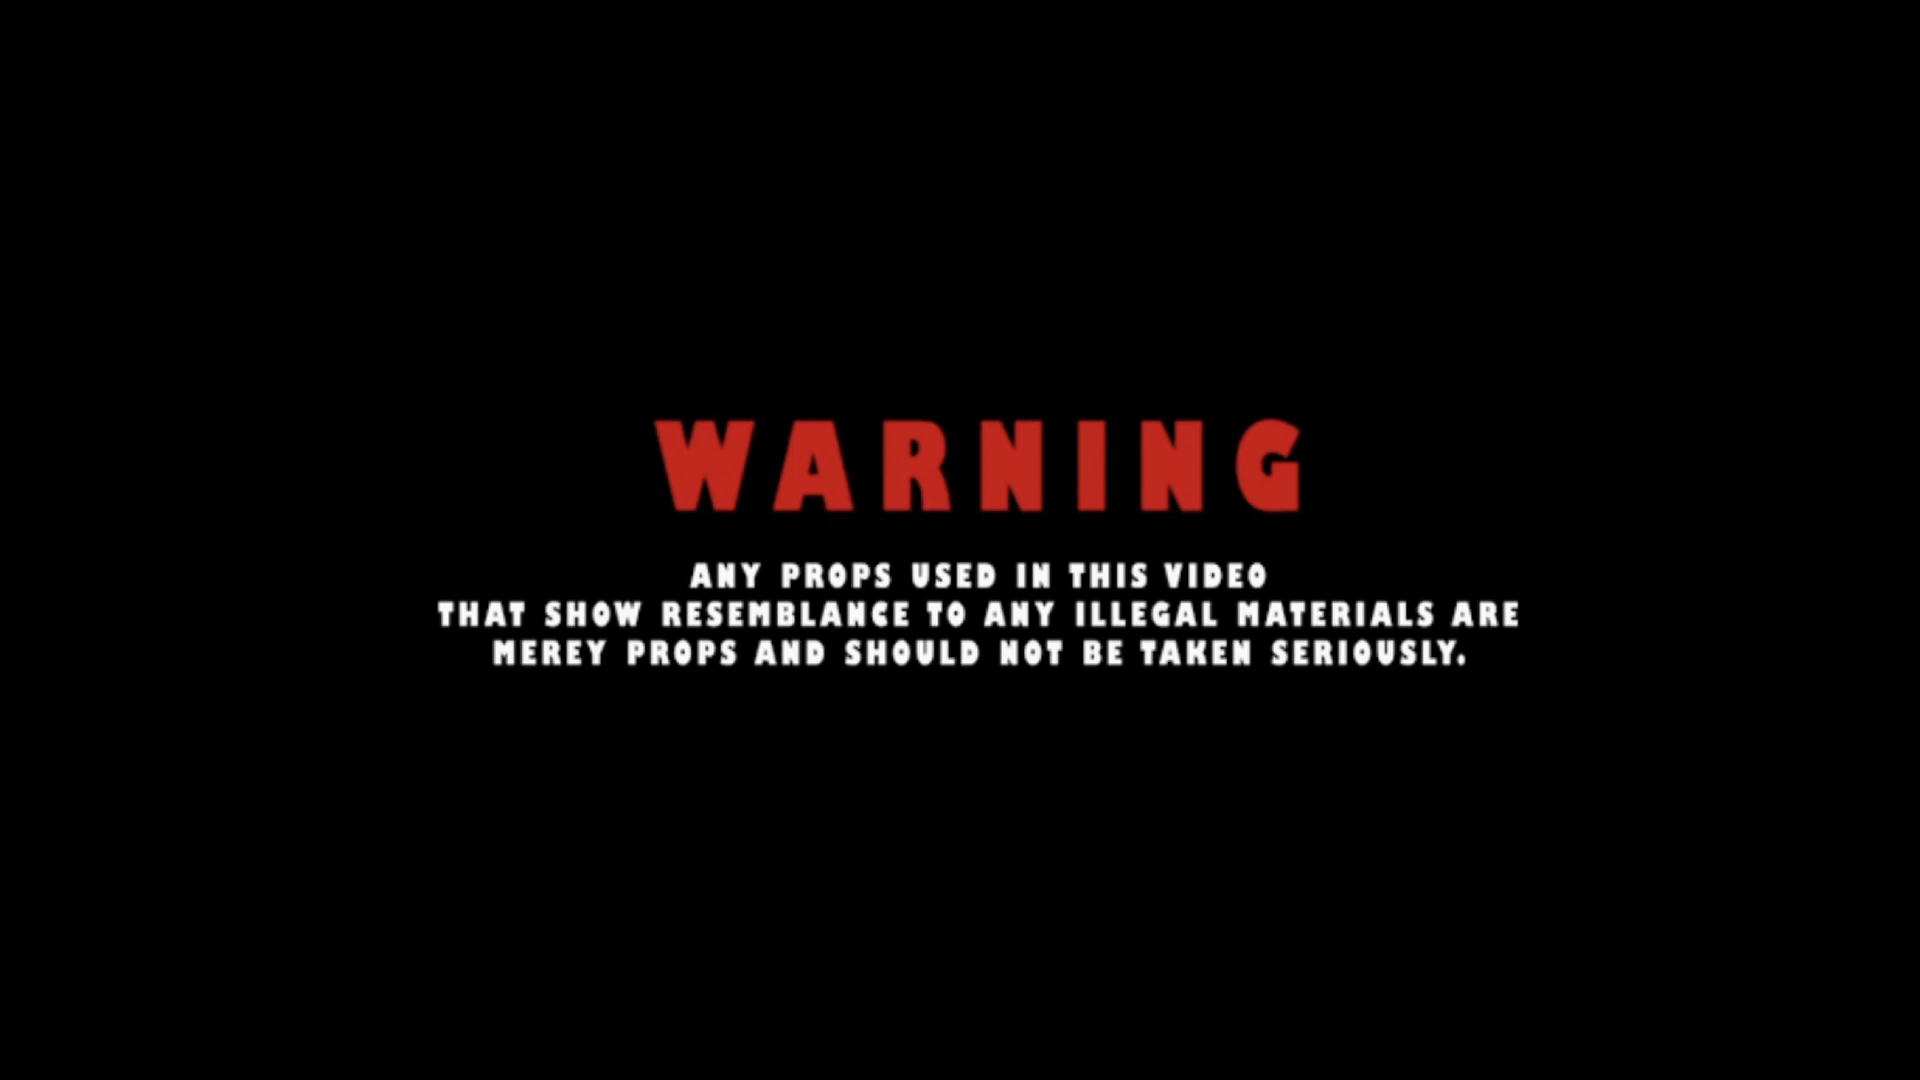 WARNING
ANY PROPS USED IN THIS VIDEO
THAT SHOW RESEMBLANCE TO ANY ILLEGAL MATERIALS ARE
MEREY PROPS AND SHOULD NOT BE TAKEN SERIOUSLY.